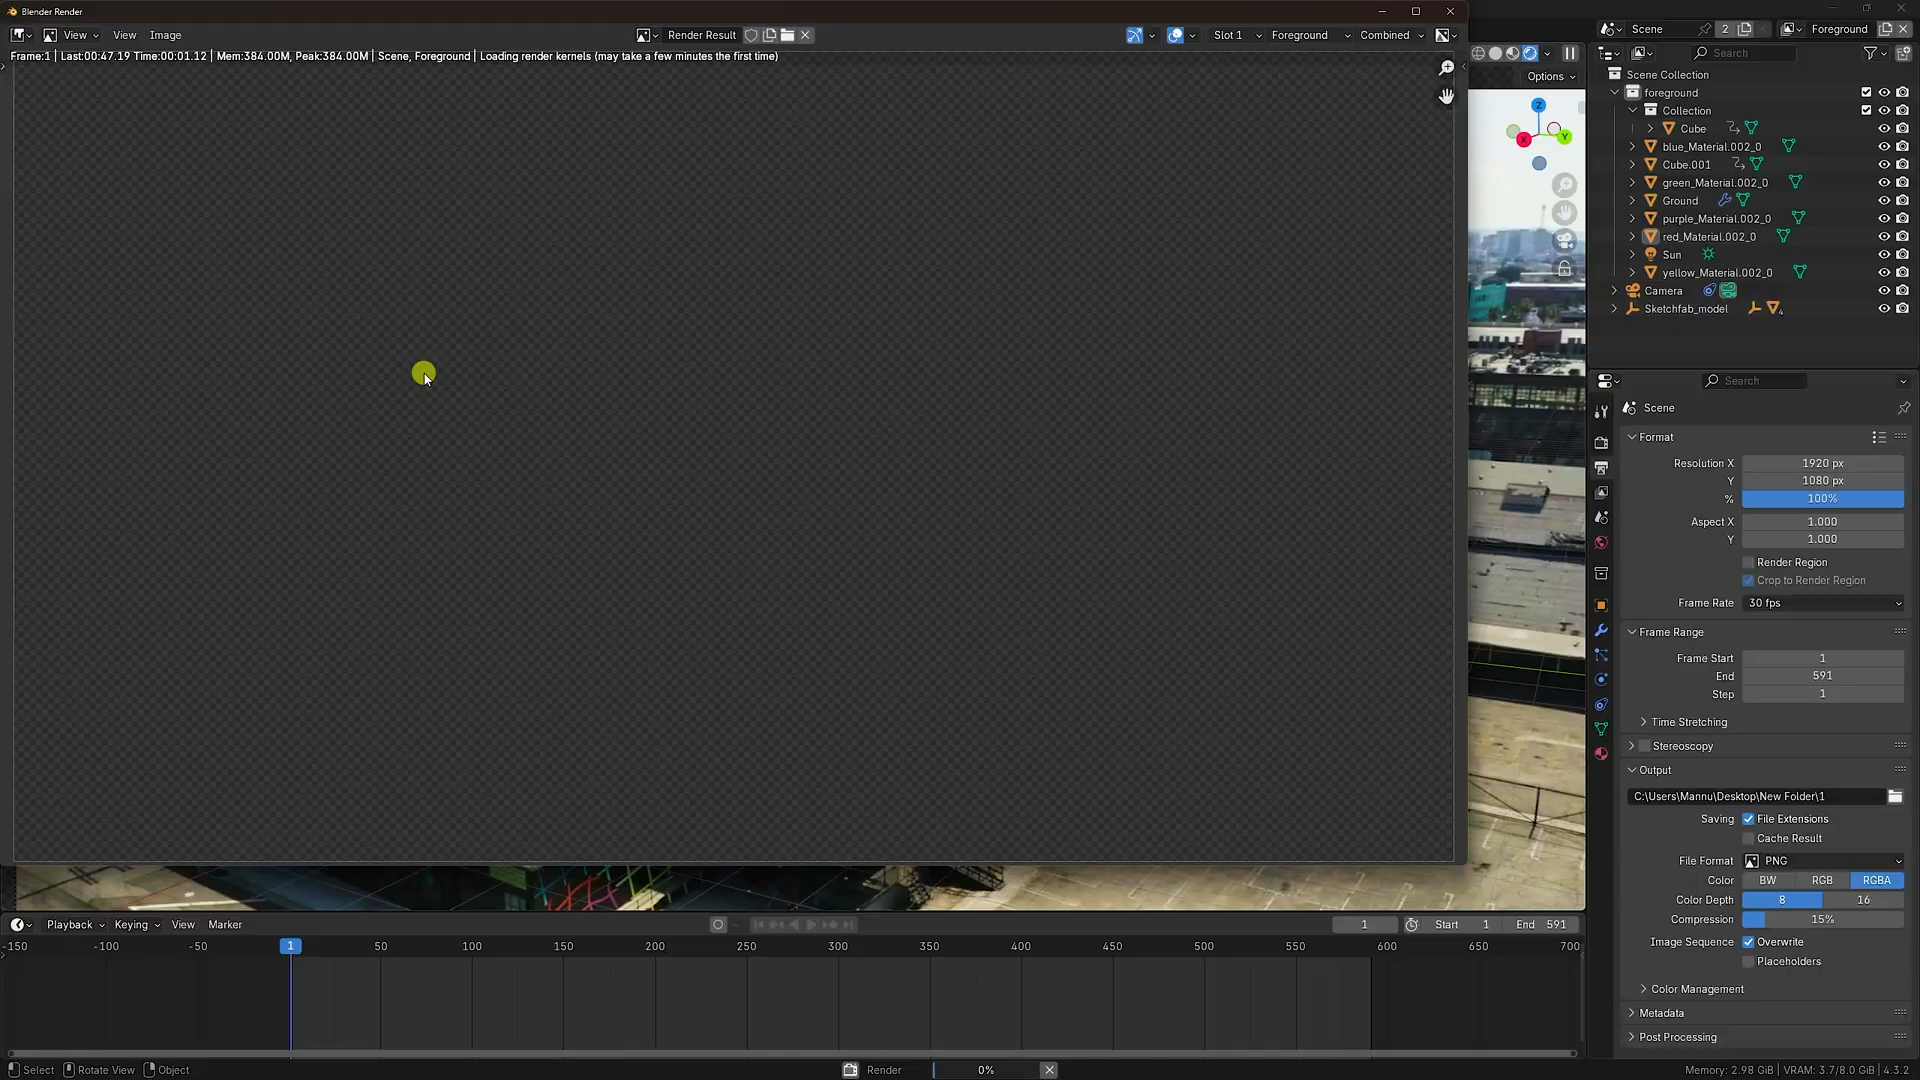 Blender Render
View View Image Render Result Slot 1 Foreground Combined
Frame:1 | Last:00:47.19 Time:00:01.12 | Mem:384.00M, Peak:384.00M | Scene, Foreground | Loading render kernels (may take a few minutes the first time)
Scene 2 Foreground
Search
Options
Z
X
Y
Scene Collection
foreground
Collection
Cube
blue_Material.002_0
Cube.001
green_Material.002_0
Ground
purple_Material.002_0
red_Material.002_0
Sun
yellow_Material.002_0
Camera
Sketchfab_model 4
Search
Scene
Format
Resolution X 1920 px
Y 1080 px
% 100%
Aspect X 1.000
Y 1.000
Render Region
Crop to Render Region
Frame Rate 30 fps
Frame Range
Frame Start 1
End 591
Step 1
Time Stretching
Stereoscopy
Output
C:\Users\Mannu\Desktop\New Folder\1
Saving File Extensions
Cache Result
File Format PNG
Color BW RGB RGBA
Color Depth 8 16
Compression 15%
Image Sequence Overwrite
Placeholders
Color Management
Metadata
Post Processing
Playback Keying View Marker 1 Start 1 End 591
-150 -100 -50 1 50 100 150 200 250 300 350 400 450 500 550 600 650 700
Select Rotate View Object Render 0% Memory: 2.98 GiB | VRAM: 3.7/8.0 GiB | 4.3.2